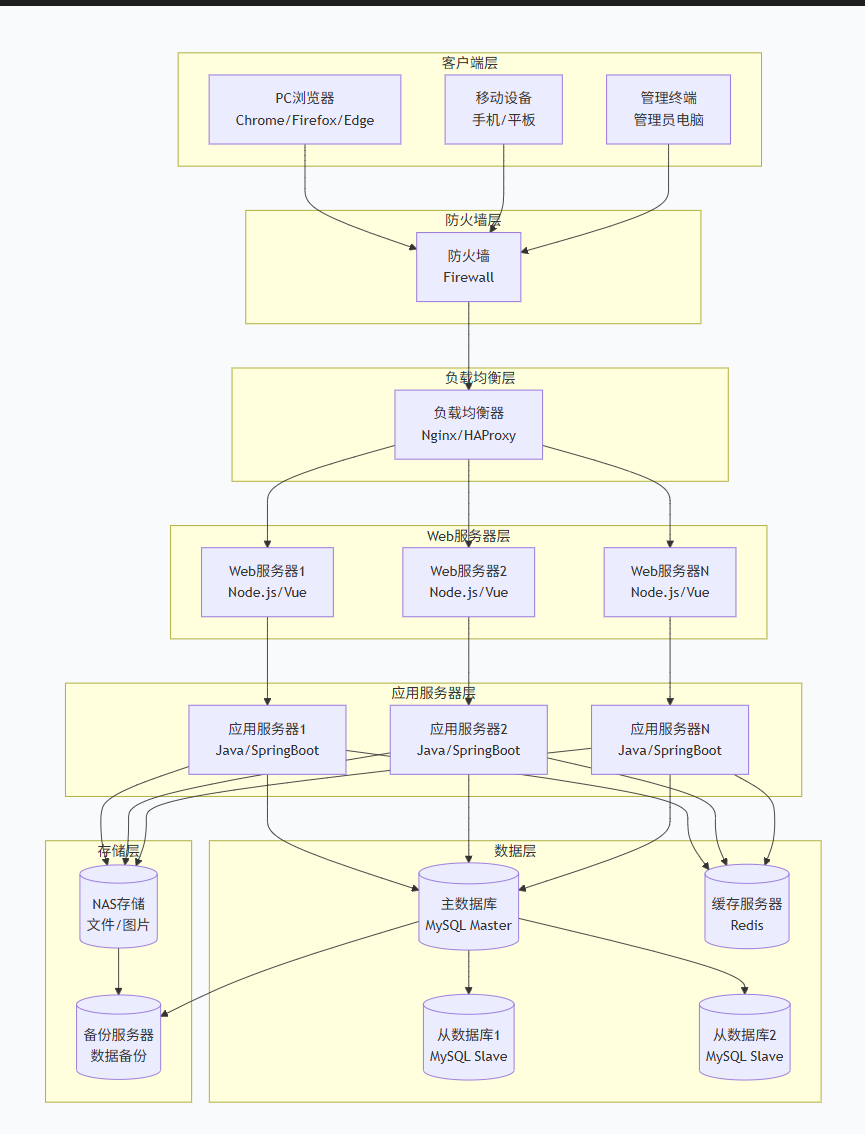 客户端层
PC浏览器
Chrome/Firefox/Edge
移动设备
手机/平板
管理终端
管理员电脑
防火墙层
防火墙
Firewall
负载均衡层
负载均衡器
Nginx/HAProxy
Web服务器层
Web服务器1
Node.js/Vue
Web服务器2
Node.js/Vue
Web服务器N
Node.js/Vue
应用服务器层
应用服务器1
Java/SpringBoot
应用服务器2
Java/SpringBoot
应用服务器N
Java/SpringBoot
存储层
NAS存储
文件/图片
备份服务器
数据备份
数据层
主数据库
MySQL Master
缓存服务器
Redis
从数据库1
MySQL Slave
从数据库2
MySQL Slave